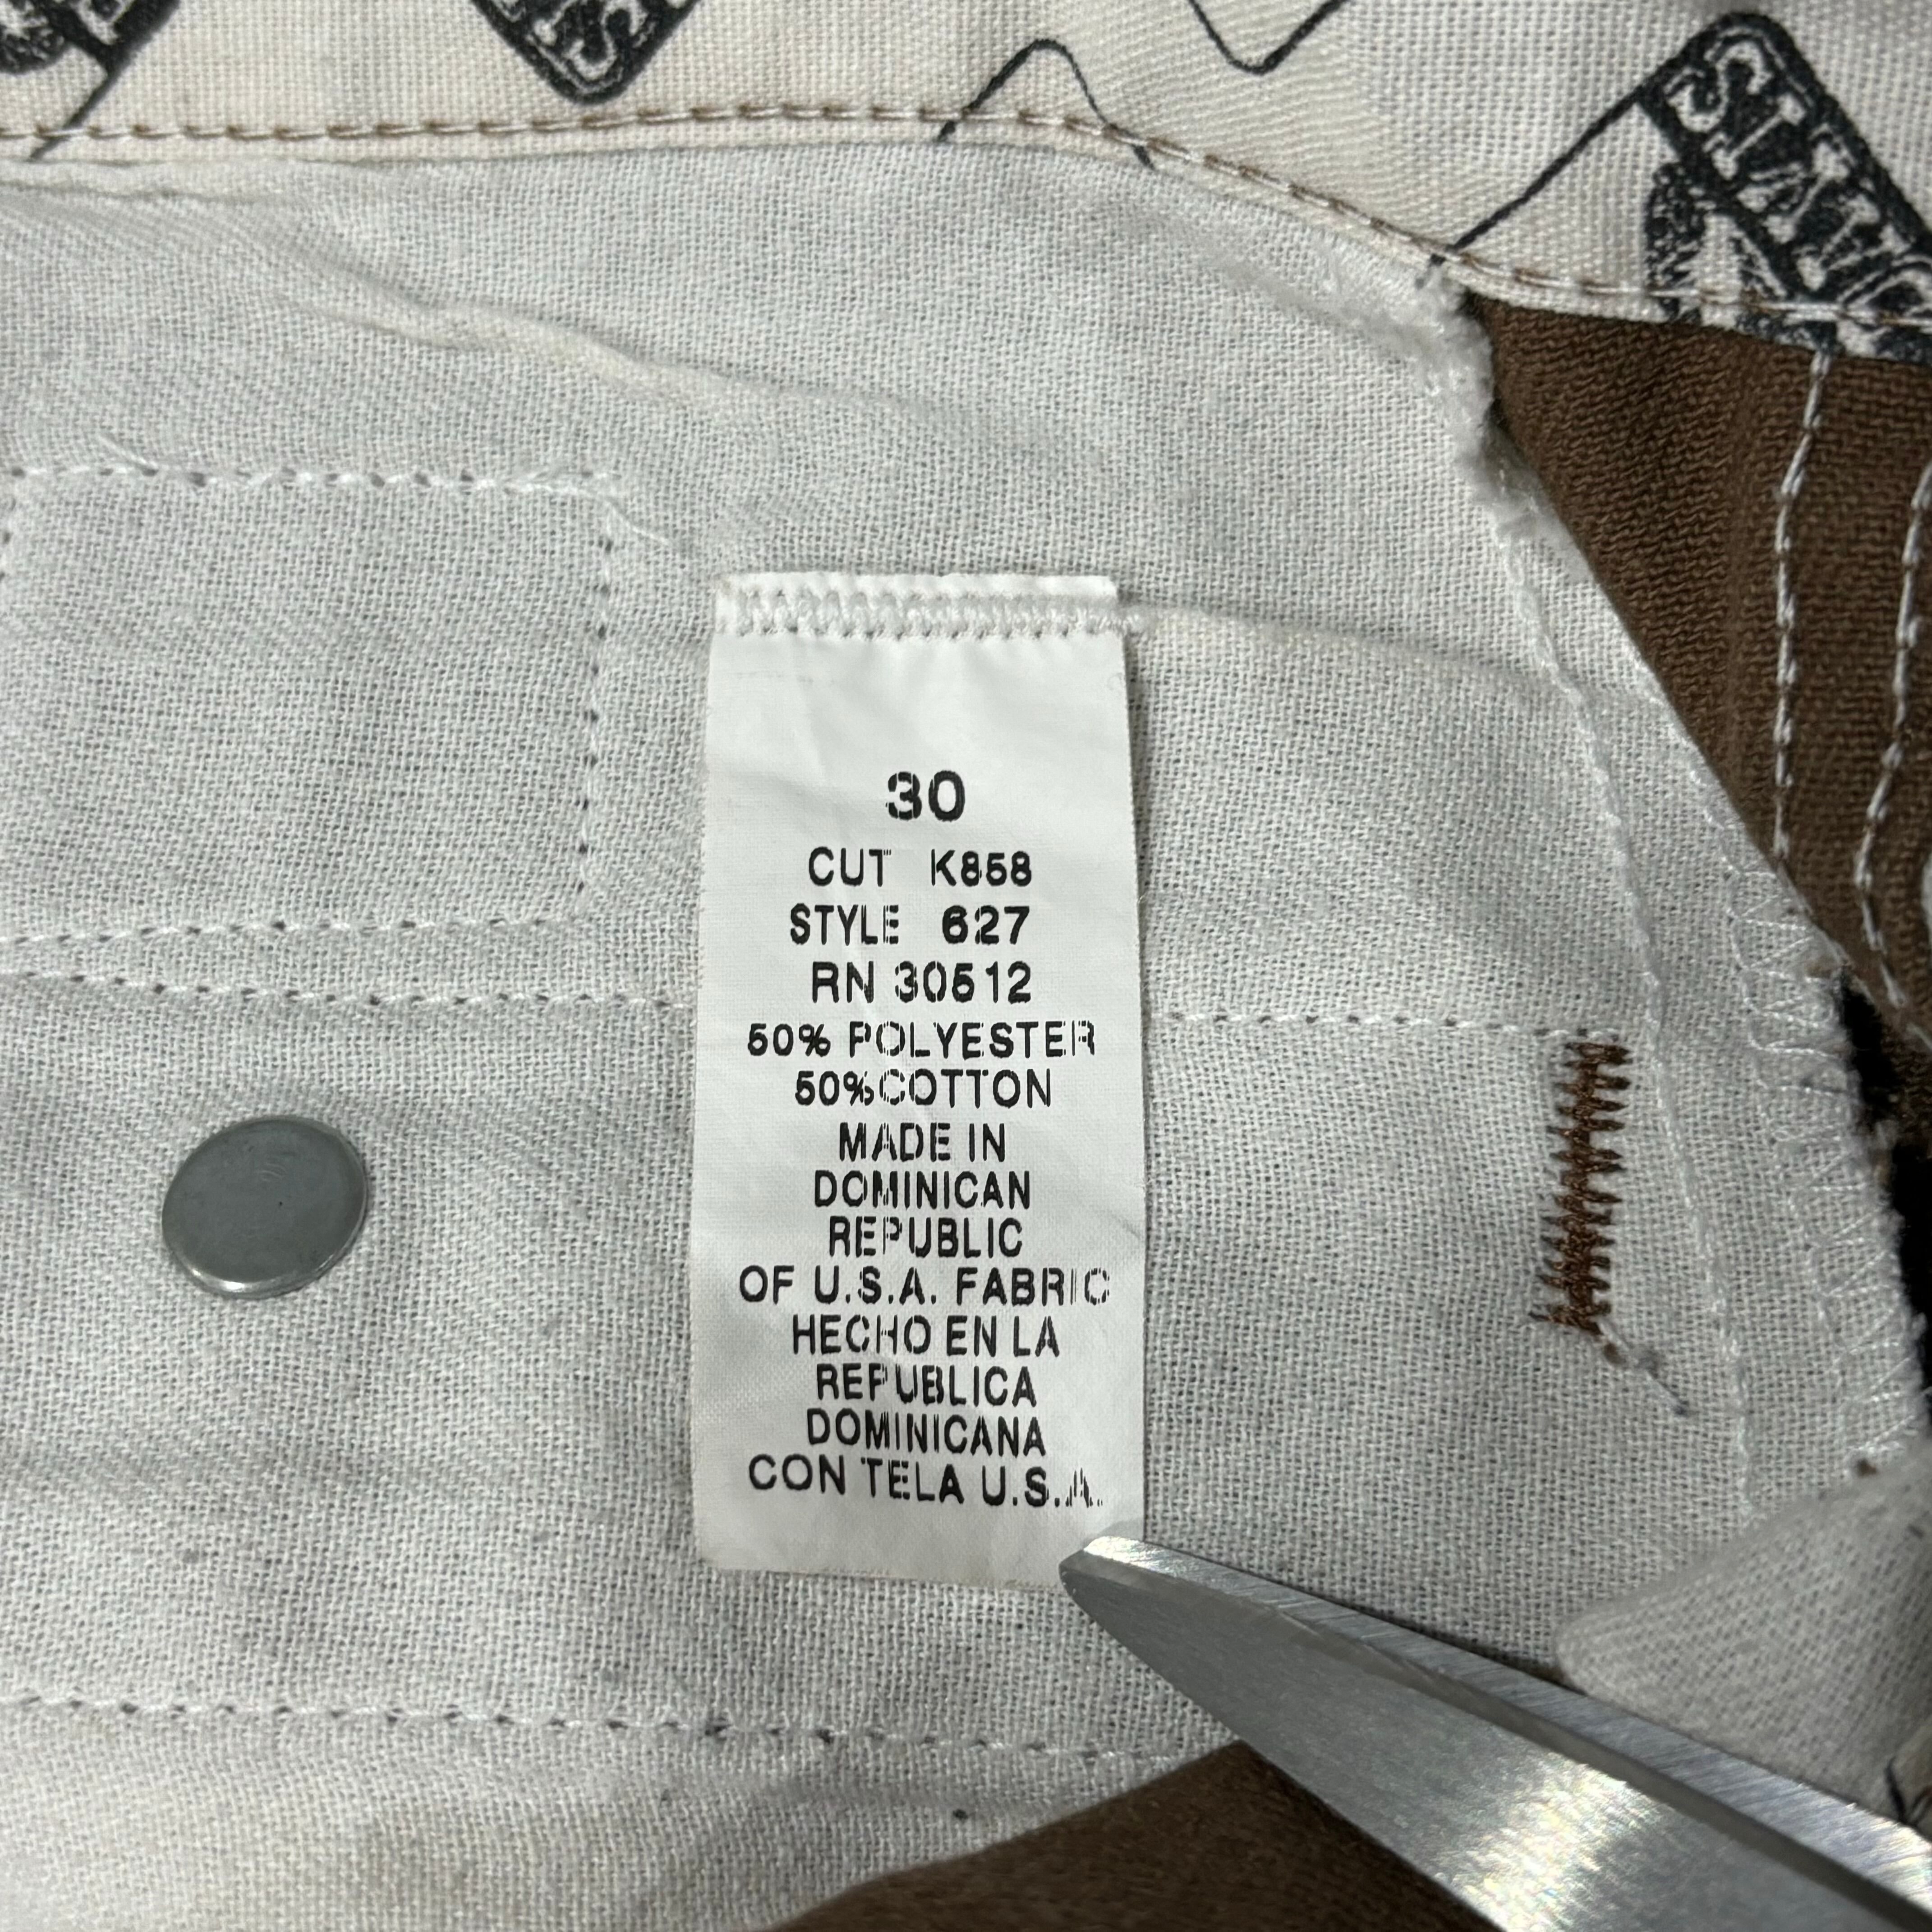 30
CUT K858
STYLE 627
RN 30512
50% POLYESTER
50%COTTON
MADE IN
DOMINICAN
REPUBLIC
OF U.S.A. FABRIC
HECHO EN LA
REPUBLICA
DOMINICANA
CON TELA U.S.A.